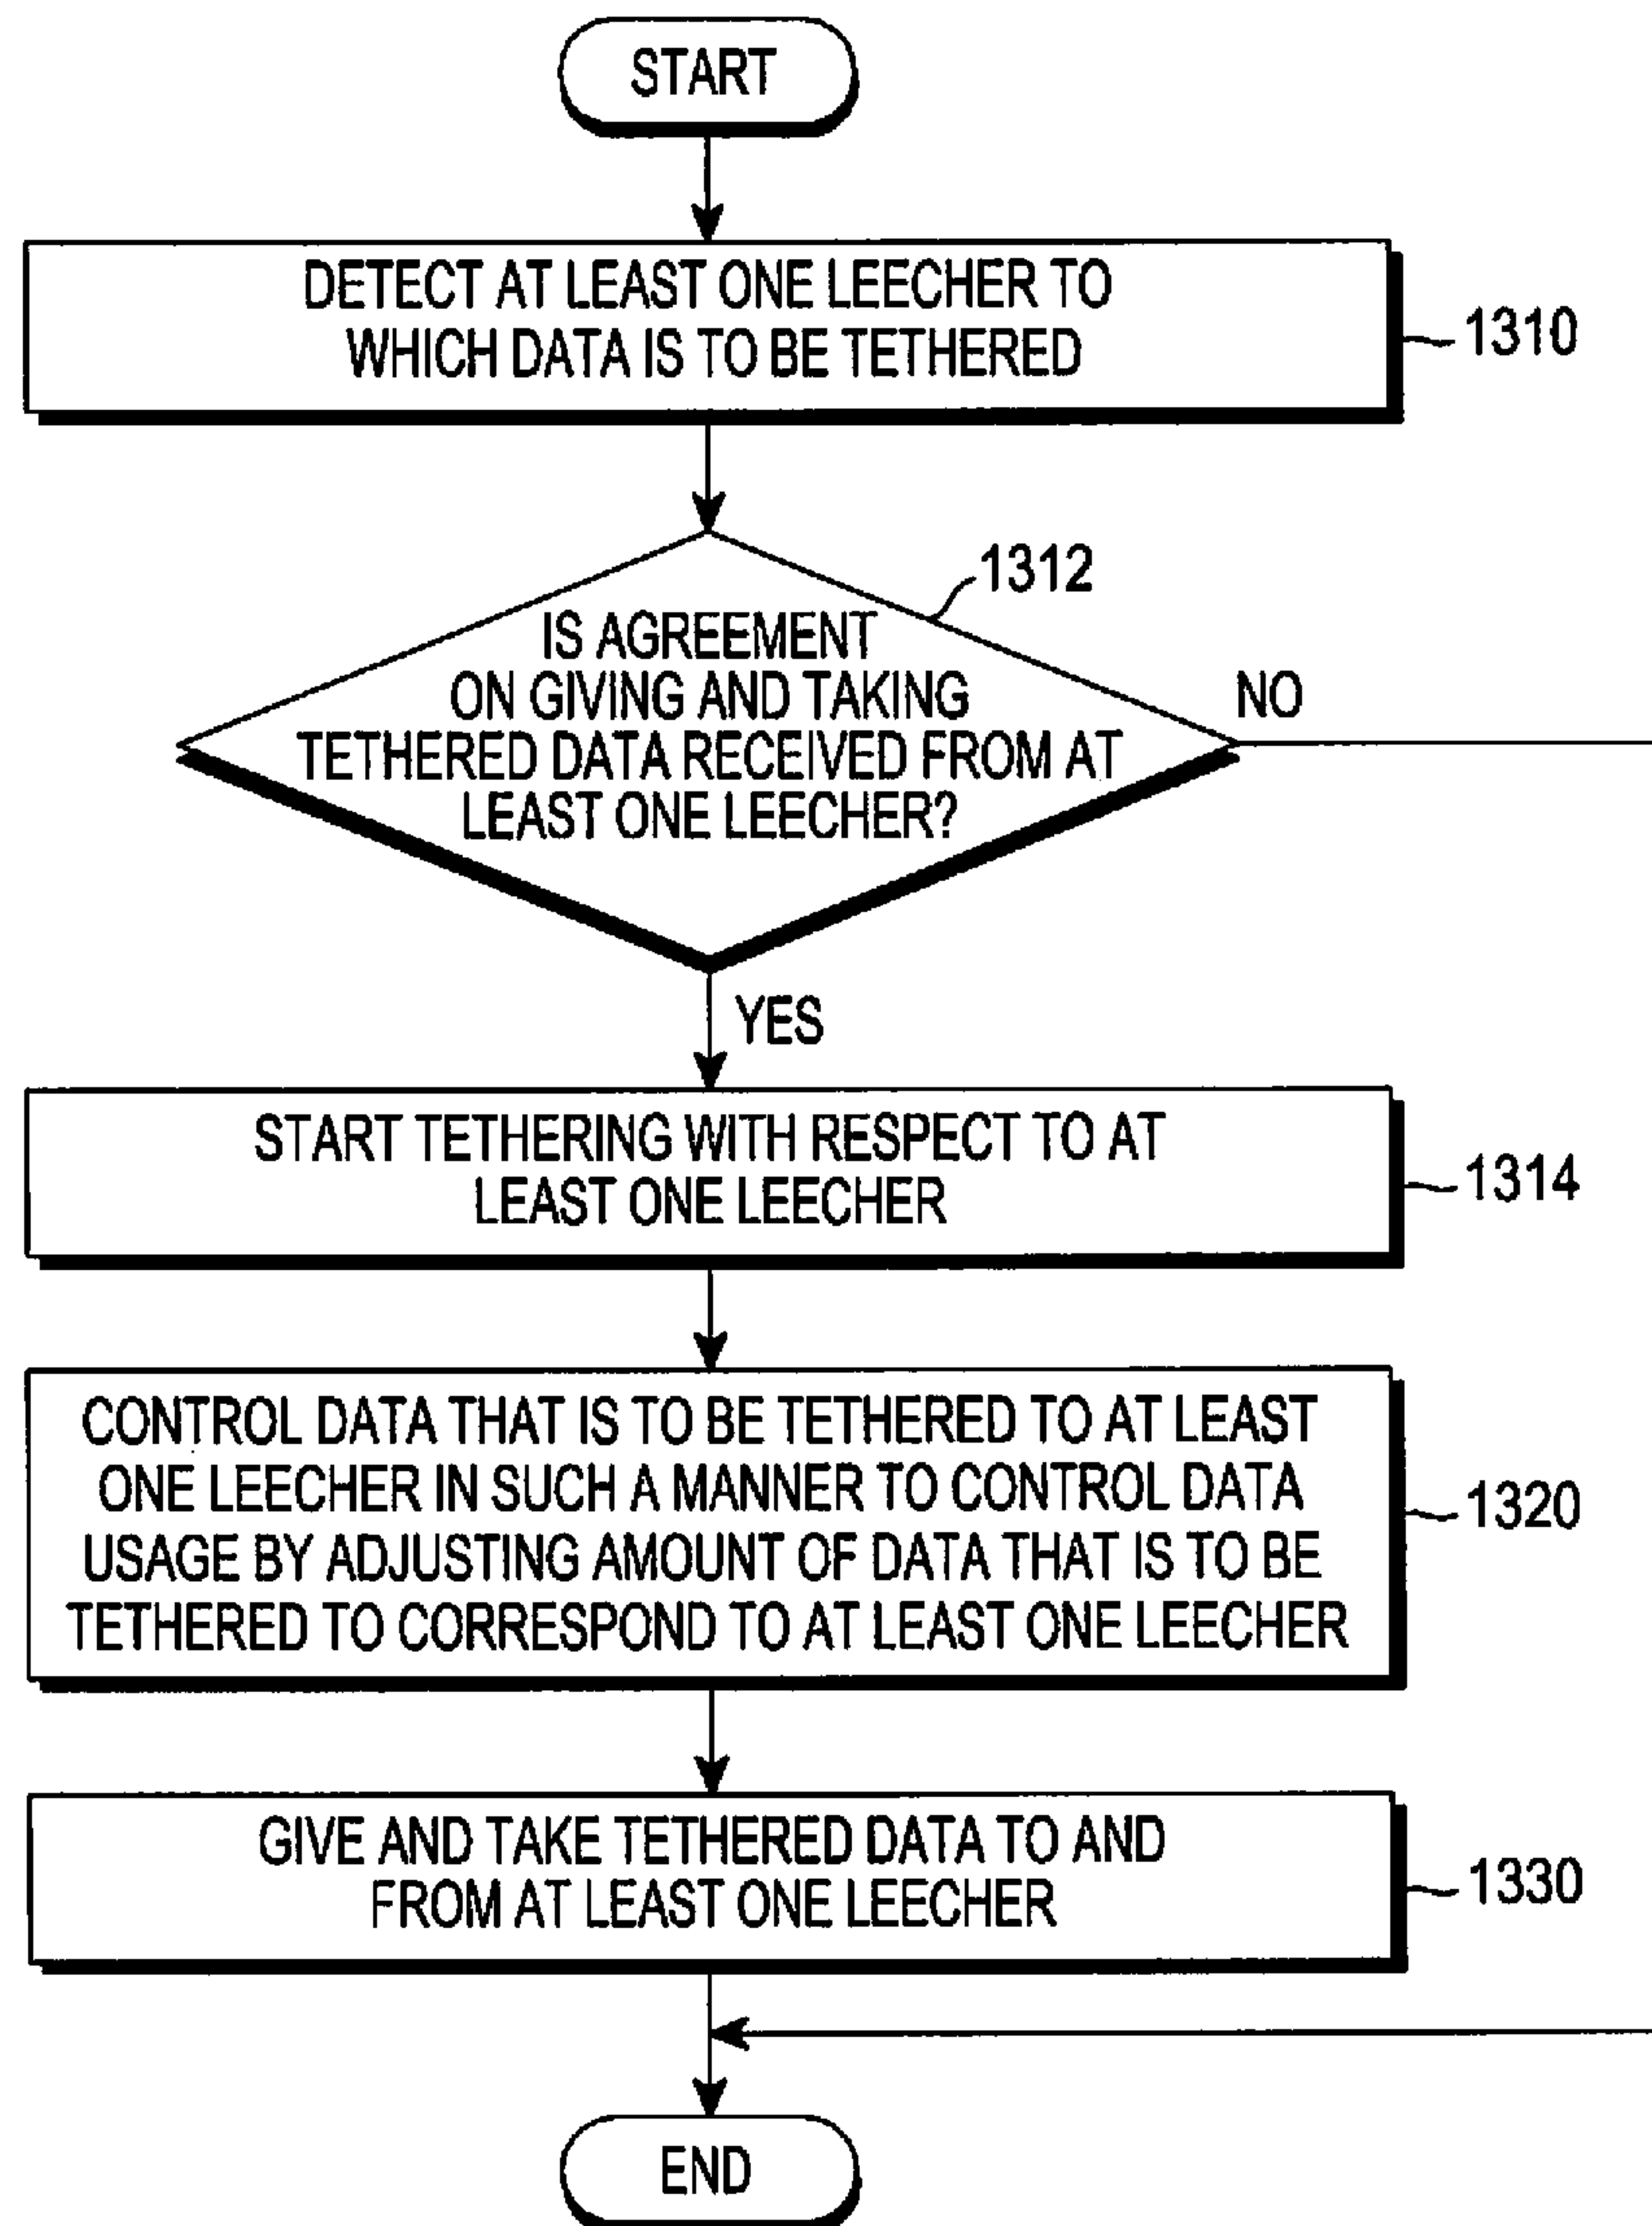 START
DETECT AT LEAST ONE LEECHER TO
WHICH DATA IS TO BE TETHERED
1310
1312
IS AGREEMENT
ON GIVING AND TAKING
TETHERED DATA RECEIVED FROM AT
LEAST ONE LEECHER?
NO
YES
START TETHERING WITH RESPECT TO AT
LEAST ONE LEECHER
1314
CONTROL DATA THAT IS TO BE TETHERED TO AT LEAST
ONE LEECHER IN SUCH A MANNER TO CONTROL DATA
USAGE BY ADJUSTING AMOUNT OF DATA THAT IS TO BE
TETHERED TO CORRESPOND TO AT LEAST ONE LEECHER
1320
GIVE AND TAKE TETHERED DATA TO AND
FROM AT LEAST ONE LEECHER
1330
END